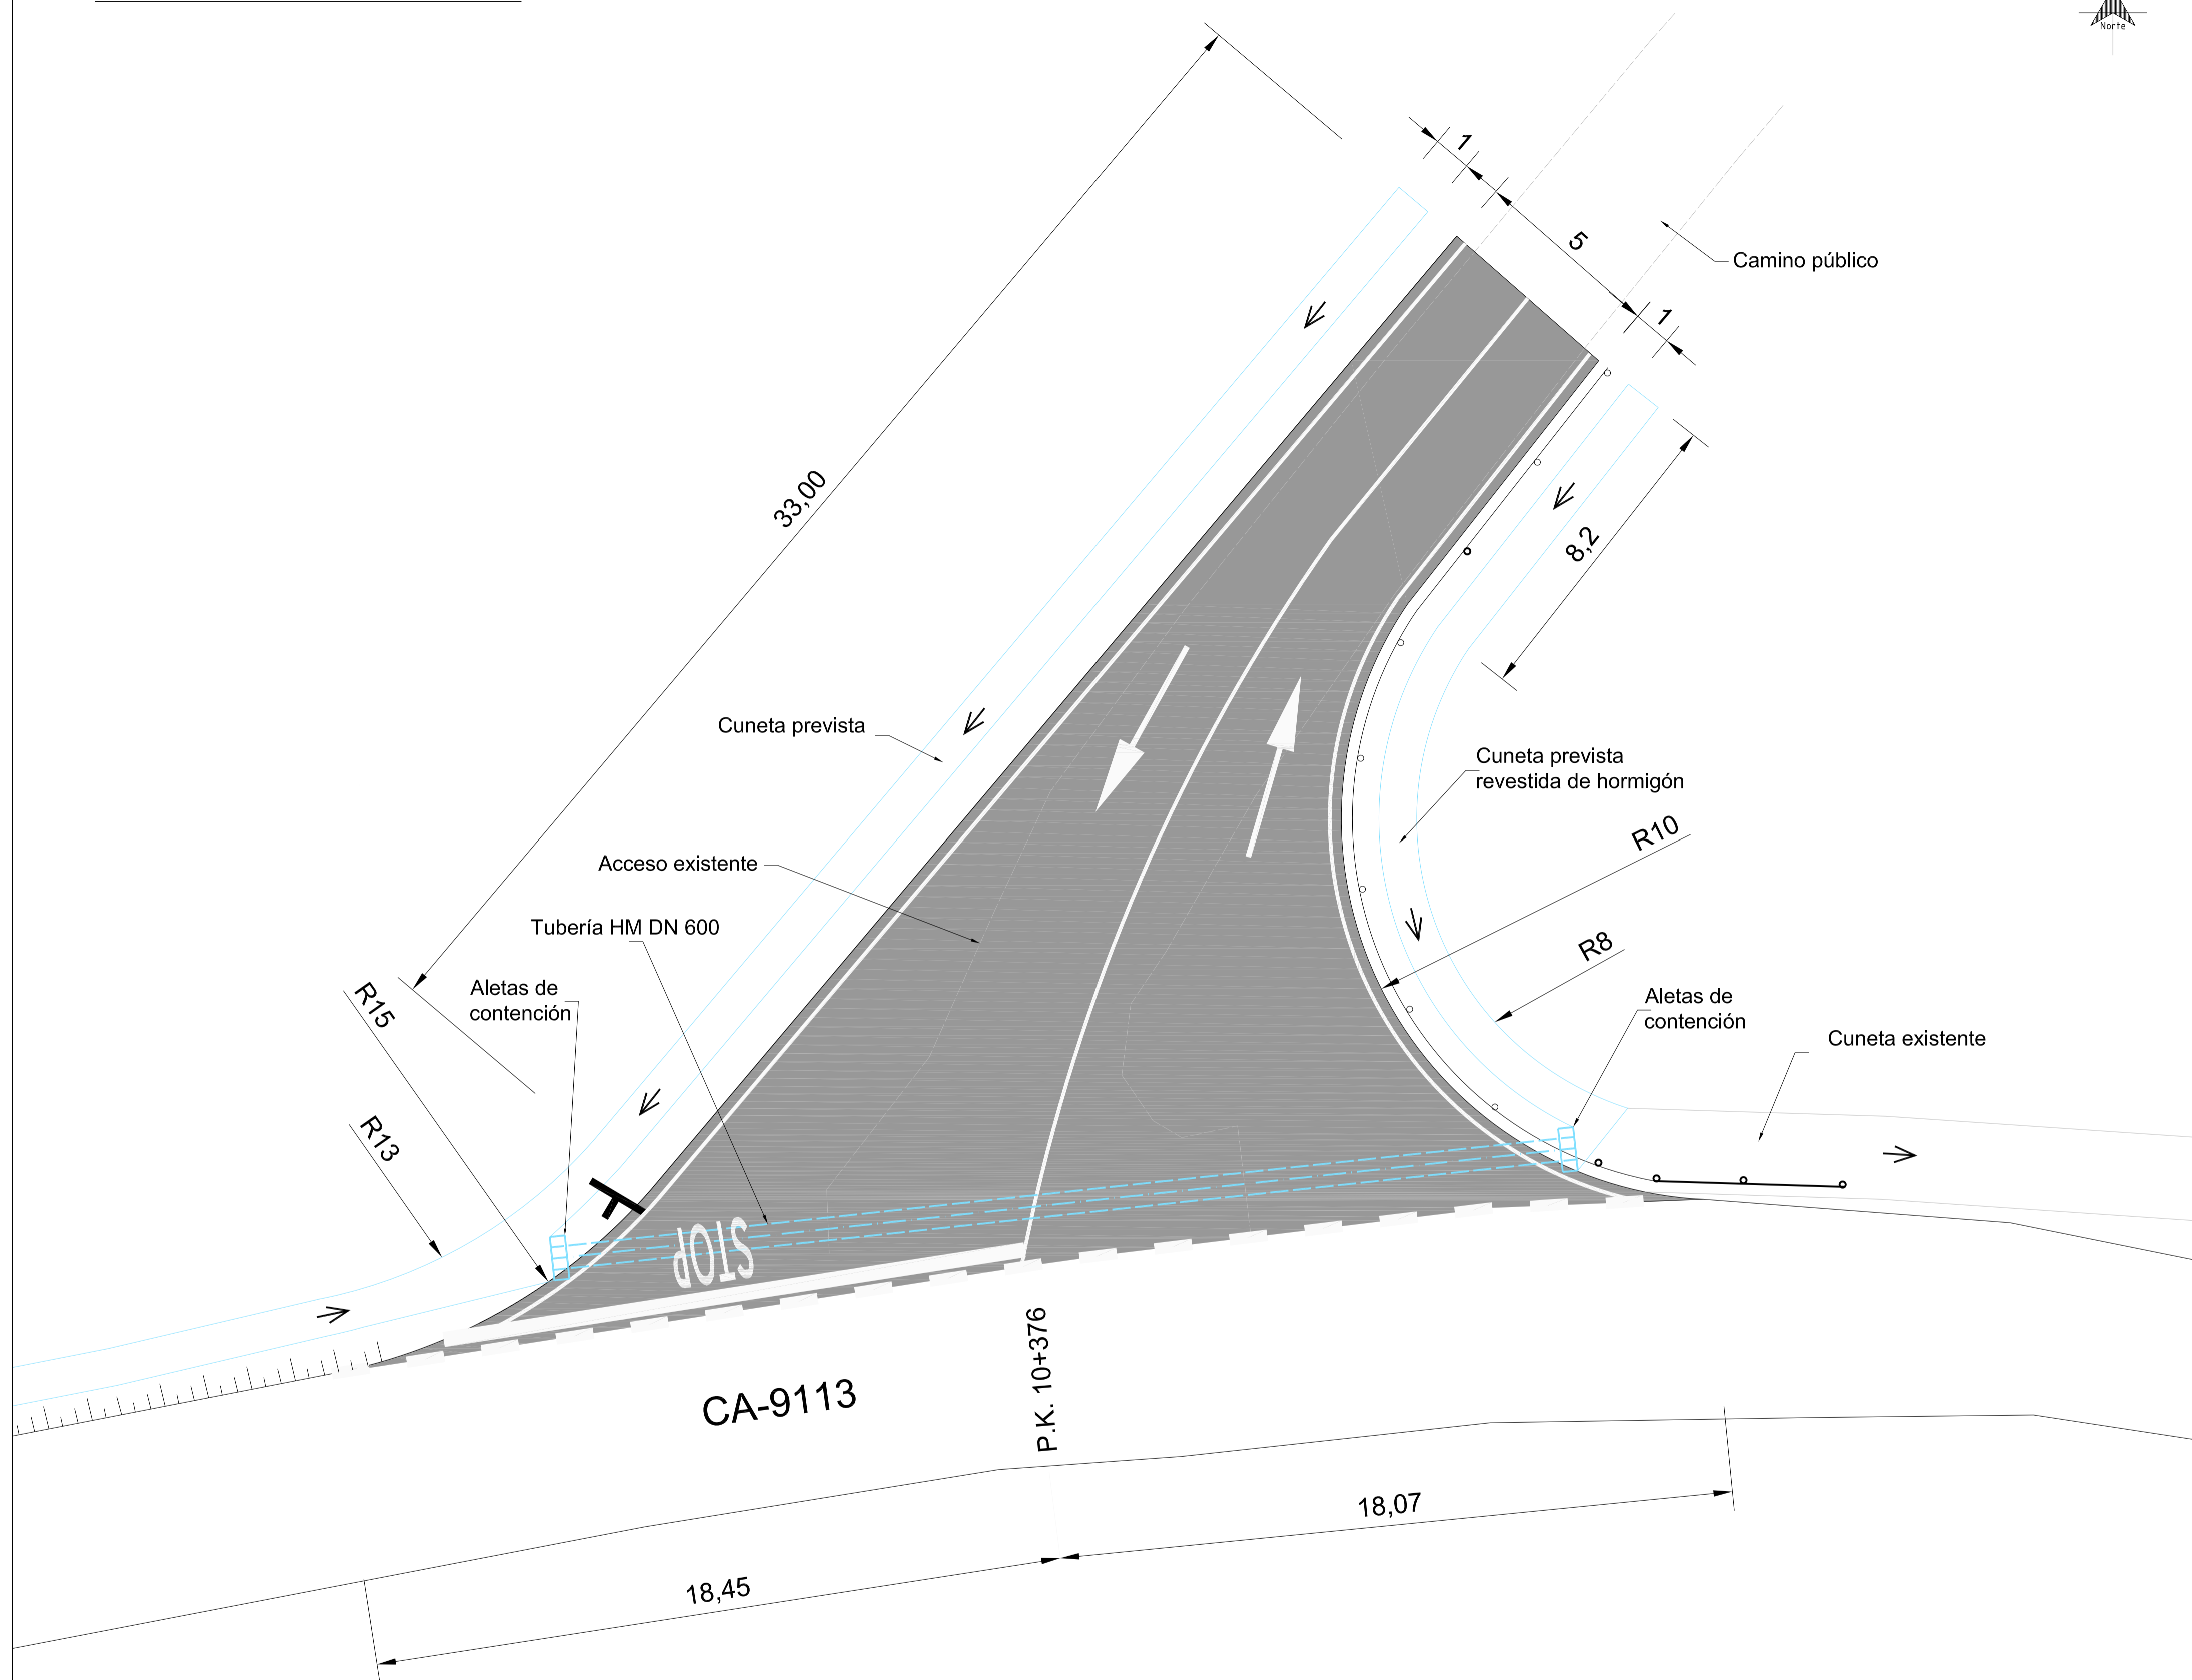 Norte
1
5
1
Camino público
33,00
8,2
Cuneta prevista
Cuneta prevista
revestida de hormigón
R10
Acceso existente
Tubería HM DN 600
R8
Aletas de
contención
R15
Aletas de
contención
Cuneta existente
R13
STOP
P.K. 10+376
CA-9113
18,07
18,45